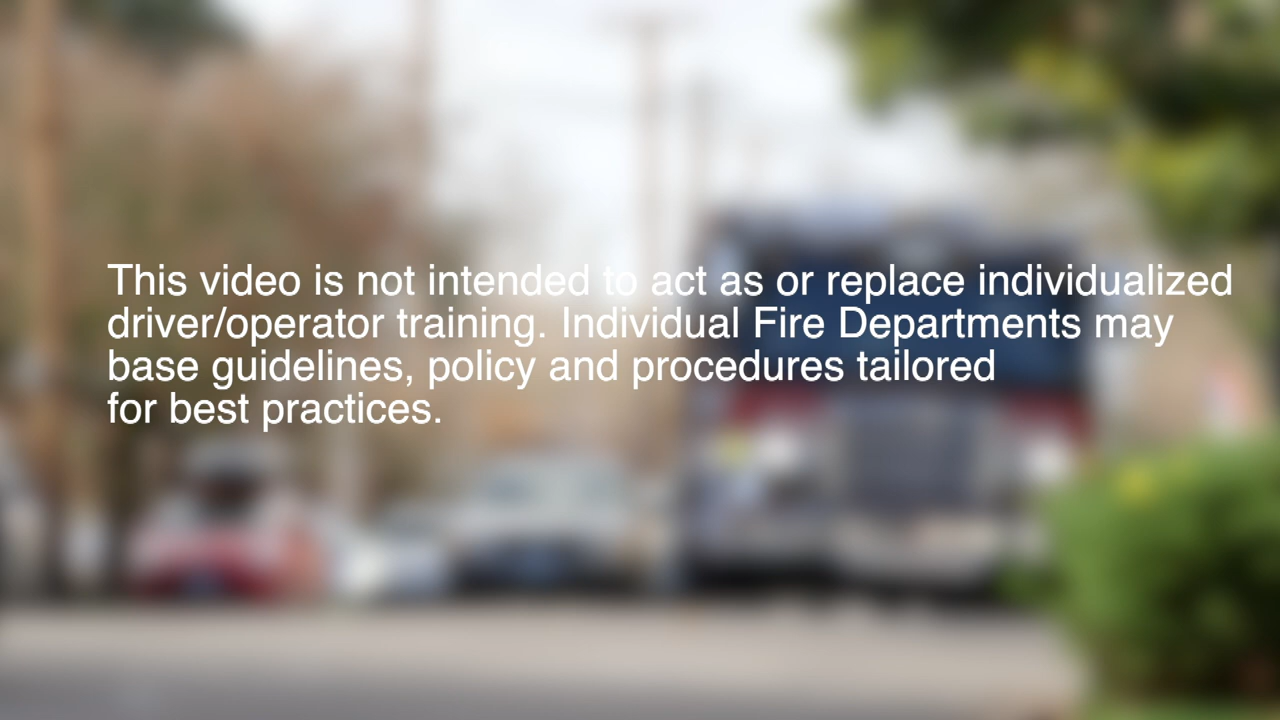 This video is not intended to act as or replace individualized
driver/operator training. Individual Fire Departments may
base guidelines, policy and procedures tailored
for best practices.